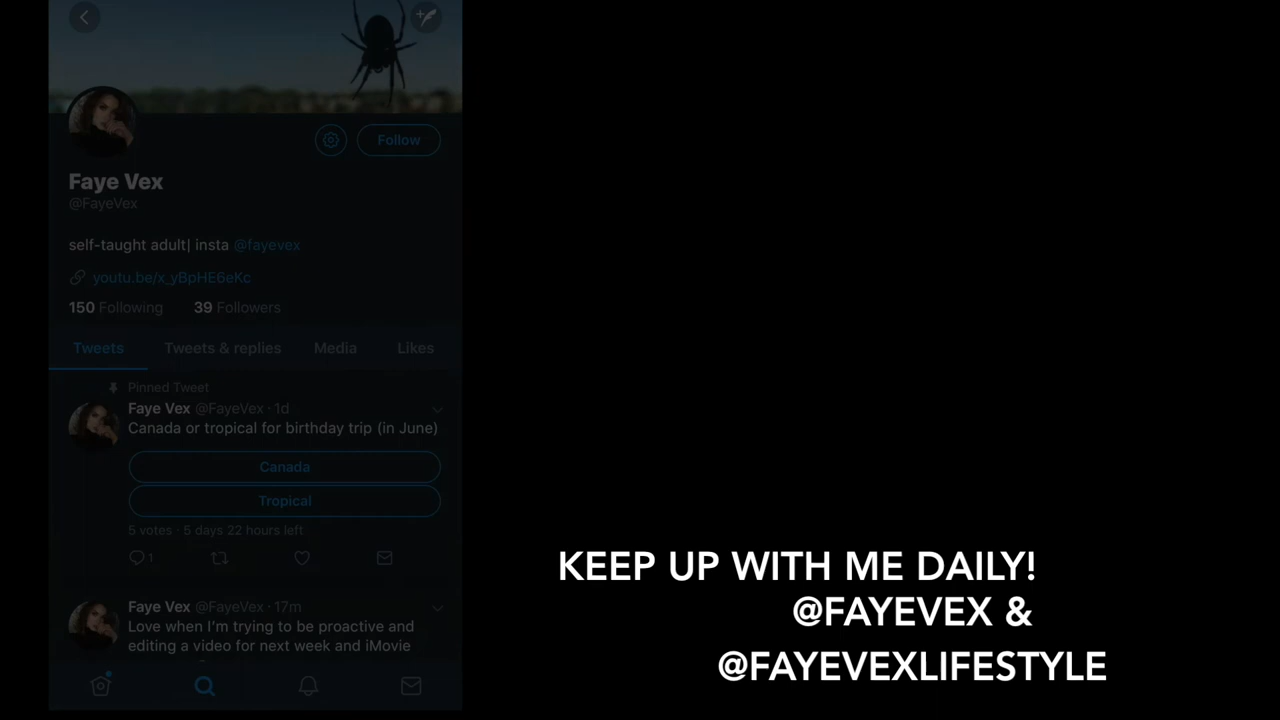 Follow
Faye Vex
@FayeVex
self-taught adult| insta @fayevex
youtu.be/x_yBpHE6eKc
150 Following 39 Followers
Tweets Tweets & replies Media Likes
Pinned Tweet
Faye Vex @FayeVex · 1d
Canada or tropical for birthday trip (in June)
Canada
Tropical
5 votes · 5 days 22 hours left
1
Faye Vex @FayeVex · 17m
Love when I'm trying to be proactive and
editing a video for next week and iMovie
KEEP UP WITH ME DAILY!
@FAYEVEX &
@FAYEVEXLIFESTYLE